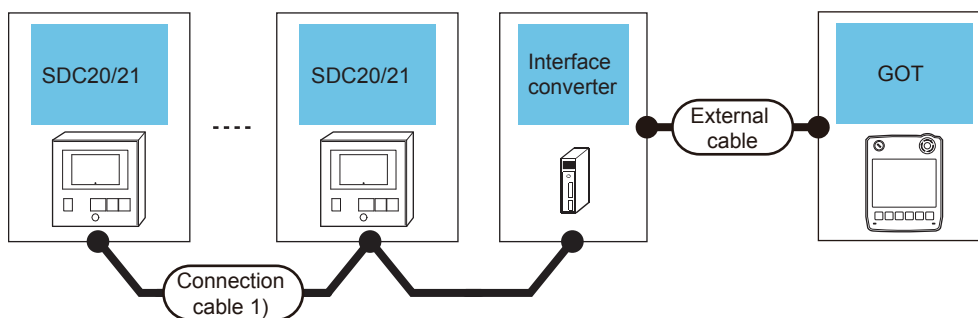 SDC20/21
SDC20/21
Interface
converter
GOT
External
cable
Connection
cable 1)